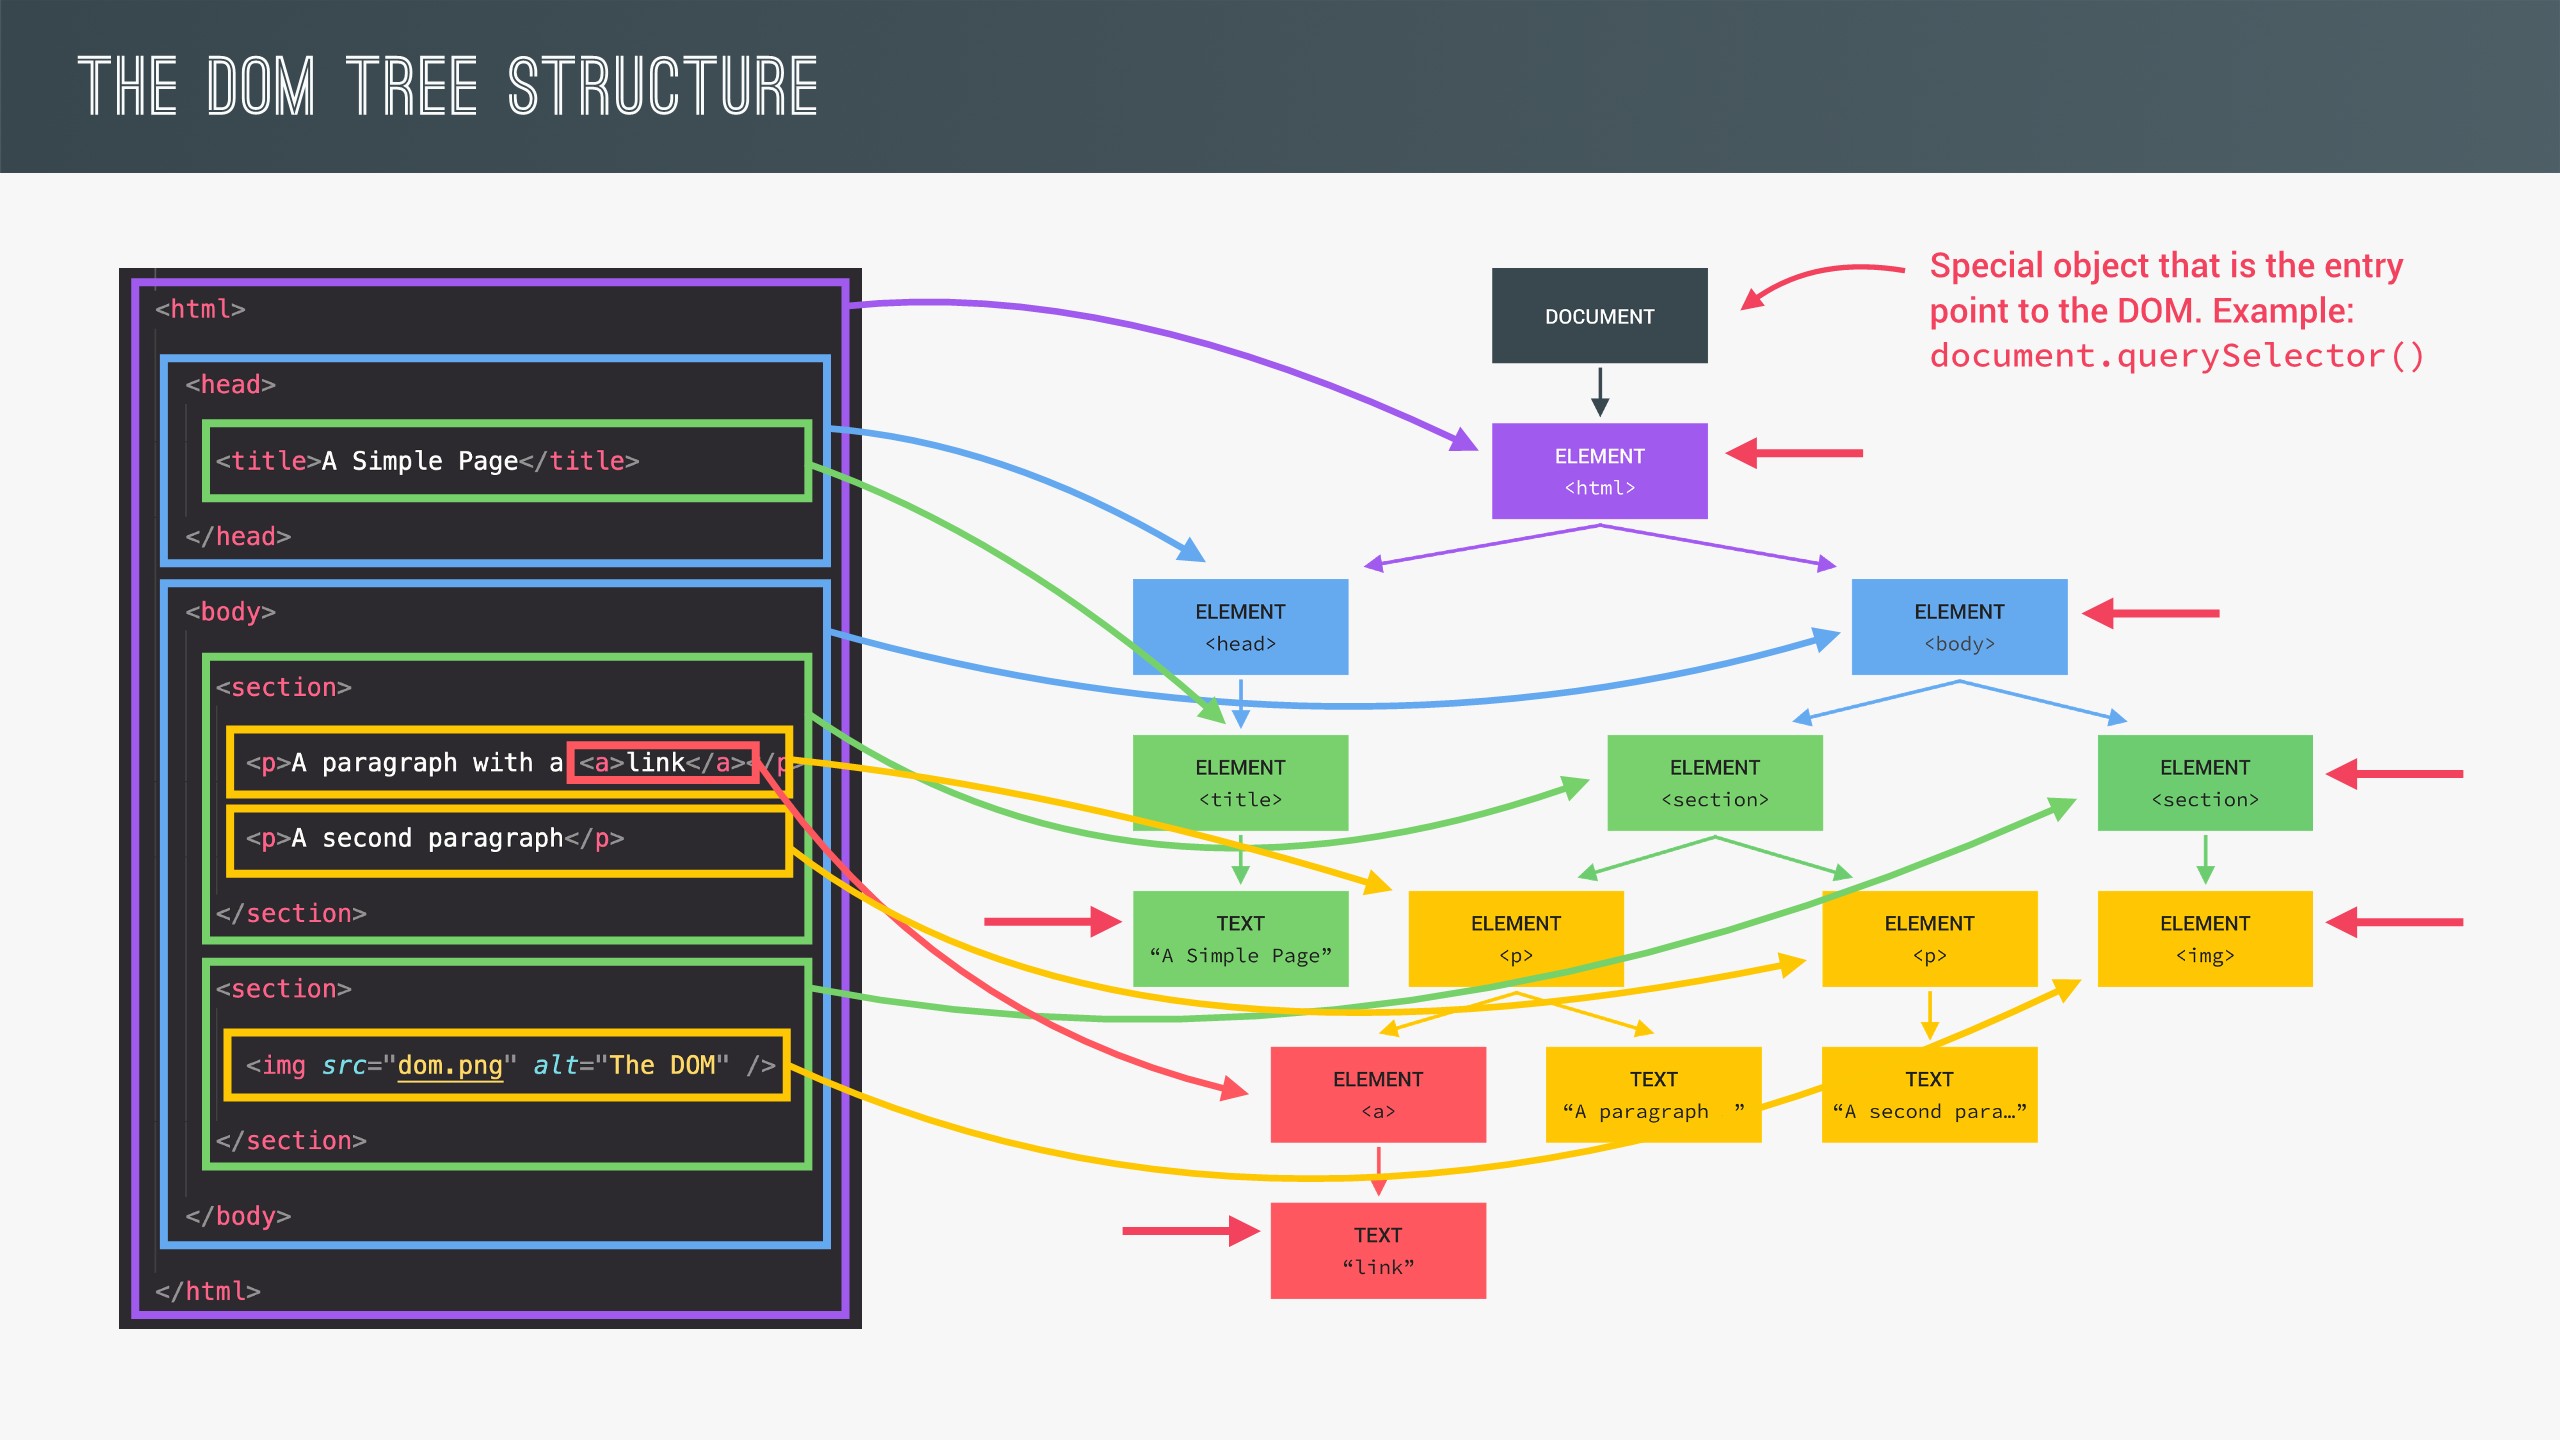 THE DOM TREE STRUCTURE
<html>
<head>
<title>A Simple Page</title>
</head>
<body>
<section>
<p>A paragraph with a <a>link</a></p>
<p>A second paragraph</p>
</section>
<section>
<img src="dom.png" alt="The DOM" />
</section>
</body>
</html>
Special object that is the entry
point to the DOM. Example:
document.querySelector()
DOCUMENT
ELEMENT
<html>
ELEMENT
<head>
ELEMENT
<body>
ELEMENT
<title>
ELEMENT
<section>
ELEMENT
<section>
TEXT
“A Simple Page”
ELEMENT
<p>
ELEMENT
<p>
ELEMENT
<img>
ELEMENT
<a>
TEXT
“A paragraph  ”
TEXT
“A second para…”
TEXT
“link”